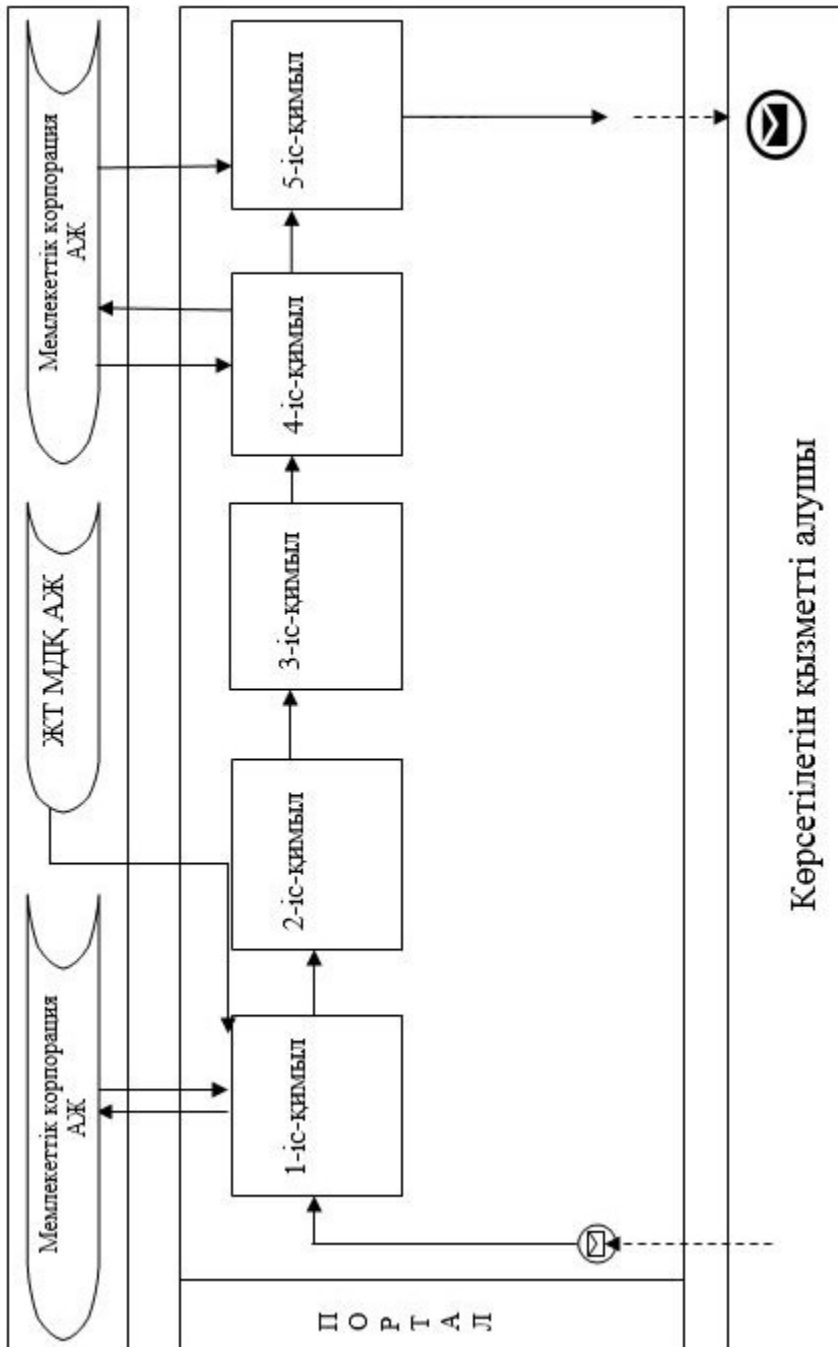 Мемлекеттік корпорация
АЖ
ЖТ МДҚ АЖ
Мемлекеттік корпорация
АЖ
ПОРТАЛ
1-іс-қимыл
2-іс-қимыл
3-іс-қимыл
4-іс-қимыл
5-іс-қимыл
Көрсетілетін қызметті алушы